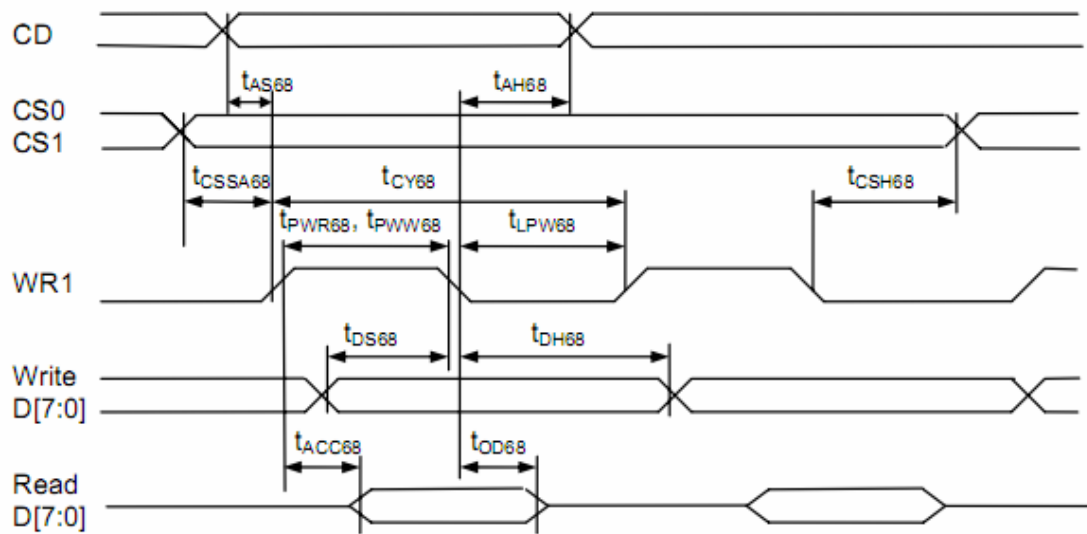 CD
tAS68
tAH68
CS0
CS1
tCSSA68
tCY68
tCSH68
tPWR68, tPWW68
tLPW68
WR1
tDS68
tDH68
Write
D[7:0]
tACC68
tOD68
Read
D[7:0]